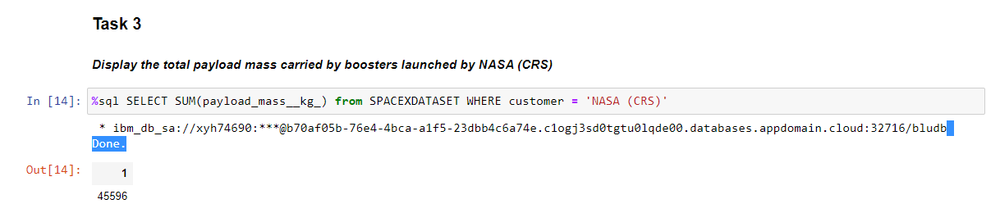 Task 3
Display the total payload mass carried by boosters launched by NASA (CRS)
In [14]: %sql SELECT SUM(payload_mass__kg_) from SPACEXDATASET WHERE customer = 'NASA (CRS)'
* ibm_db_sa://xyh74690:***@b70af05b-76e4-4bca-a1f5-23dbb4c6a74e.c1ogj3sd0tgtu0lqde00.databases.appdomain.cloud:32716/bludb
Done.
Out[14]: 1
45596